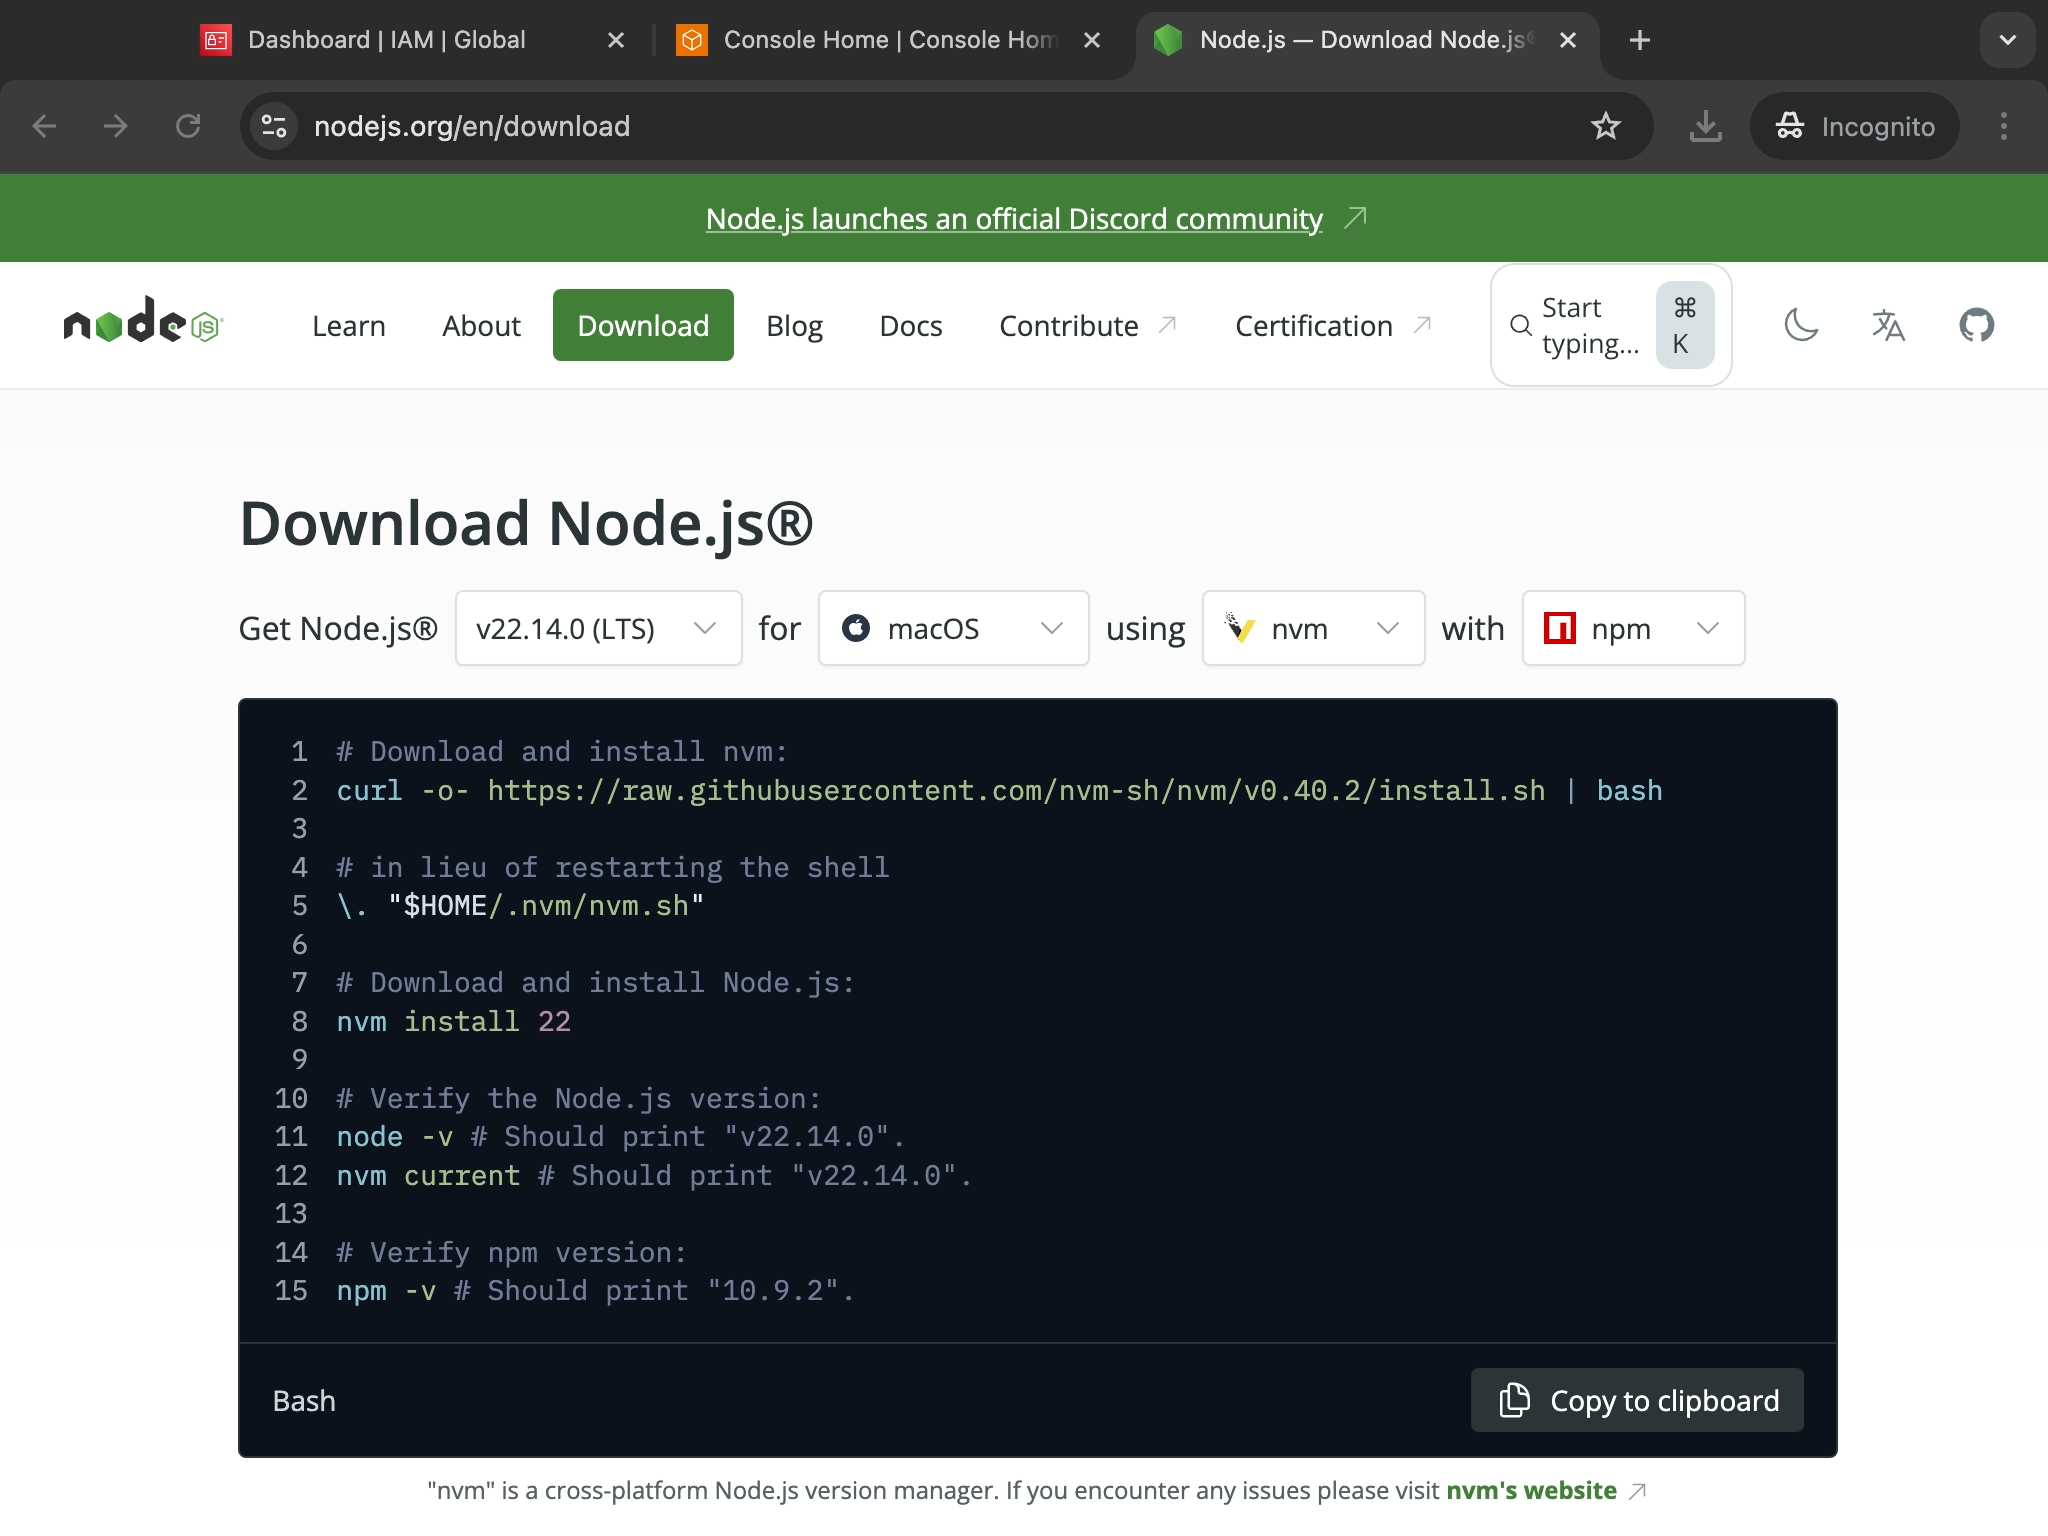 Dashboard | IAM | Global
Console Home | Console Hom
Node.js — Download Node.js®
nodejs.org/en/download
Incognito
Node.js launches an official Discord community
node JS
Learn
About
Download
Blog
Docs
Contribute
Certification
Start typing...
⌘ K
Download Node.js®
Get Node.js® v22.14.0 (LTS) for macOS using nvm with npm
1 # Download and install nvm:
2 curl -o- https://raw.githubusercontent.com/nvm-sh/nvm/v0.40.2/install.sh | bash
3
4 # in lieu of restarting the shell
5 \. "$HOME/.nvm/nvm.sh"
6
7 # Download and install Node.js:
8 nvm install 22
9
10 # Verify the Node.js version:
11 node -v # Should print "v22.14.0".
12 nvm current # Should print "v22.14.0".
13
14 # Verify npm version:
15 npm -v # Should print "10.9.2".
Bash
Copy to clipboard
"nvm" is a cross-platform Node.js version manager. If you encounter any issues please visit nvm's website